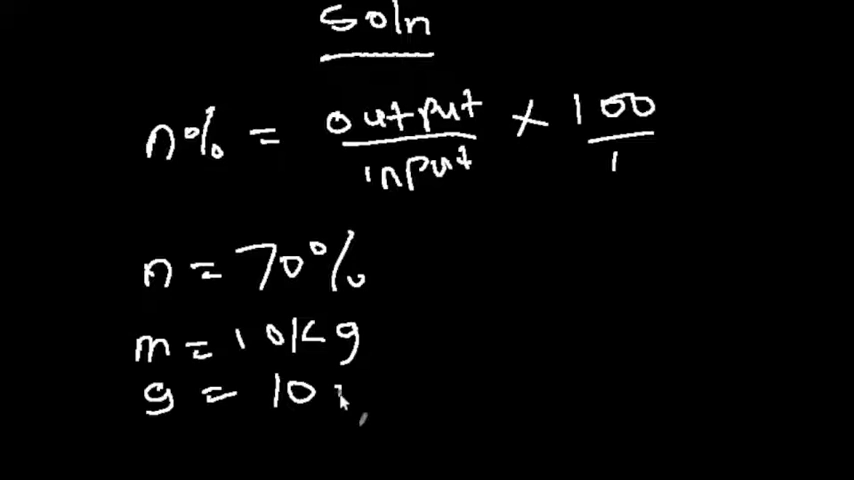 Soln
n% = output/input × 100/1
n = 70%
m = 10kg
g = 10